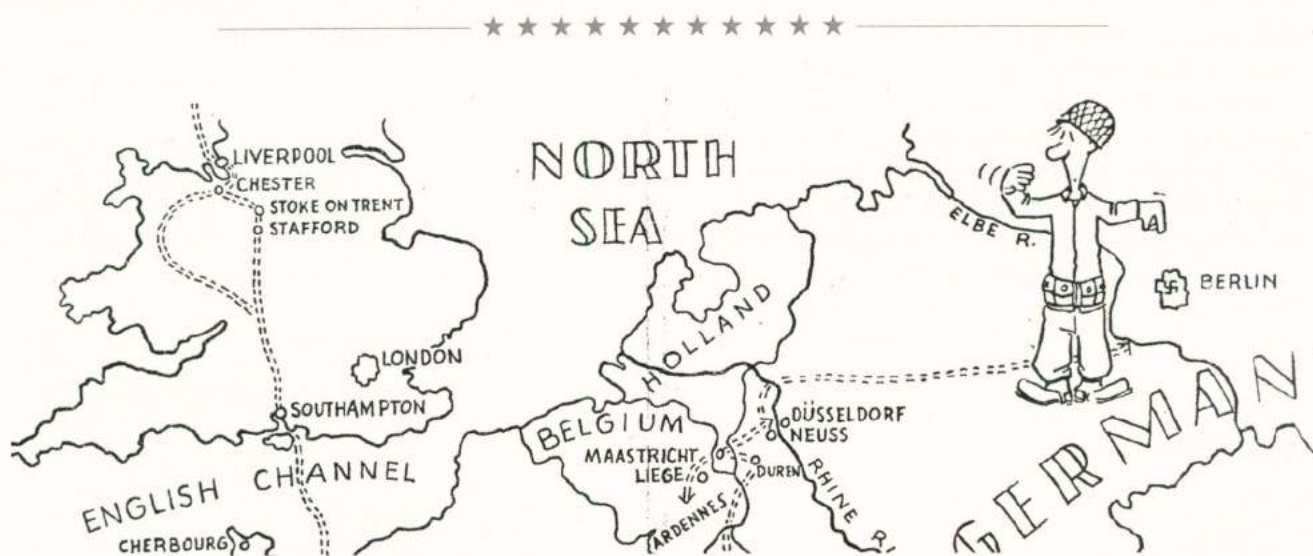 LIVERPOOL
CHESTER
STOKE ON TRENT
STAFFORD
LONDON
SOUTHAMPTON
ENGLISH CHANNEL
CHERBOURG
NORTH
SEA
HOLLAND
BELGIUM
MAASTRICHT
LIEGE
ARDENNES
DÜSSELDORF
NEUSS
DUREN
RHINE R.
ELBE R.
A
BERLIN
GERMAN